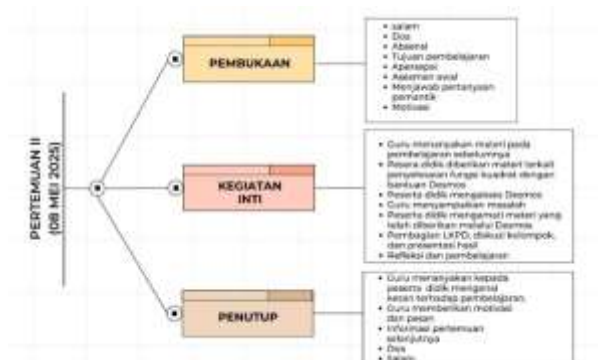 PERTEMUAN II
(08 MEI 2025)
PEMBUKAAN
• salam
• Doa
• Absensi
• Tujuan pembelajaran
• Apersepsi
• Asesmen awal
• Menjawab pertanyaan
pemantik
• Motivasi
KEGIATAN
INTI
• Guru menanyakan materi pada
pembelajaran sebelumnya
• Pesera didik diberikan materi terkait
penyelesaian fungsi kuadrat dengan
bantuan Desmos
• Peserta didik mengakses Desmos
• Guru menyampaikan masalah
• Peserta didik mengamati materi yang
telah diberikan melalui Desmos
• Pembagian LKPD, diskusi kelompok,
dan presentasi hasil
• Refleksi dan pembelajaran
PENUTUP
• Guru menanyakan kepada
peserta didik mengenai
kesan terhadap pembelajaran
• Guru memberikan motivasi
dan pesan
• Informasi pertemuan
selanjutnya
• Doa
• Salam